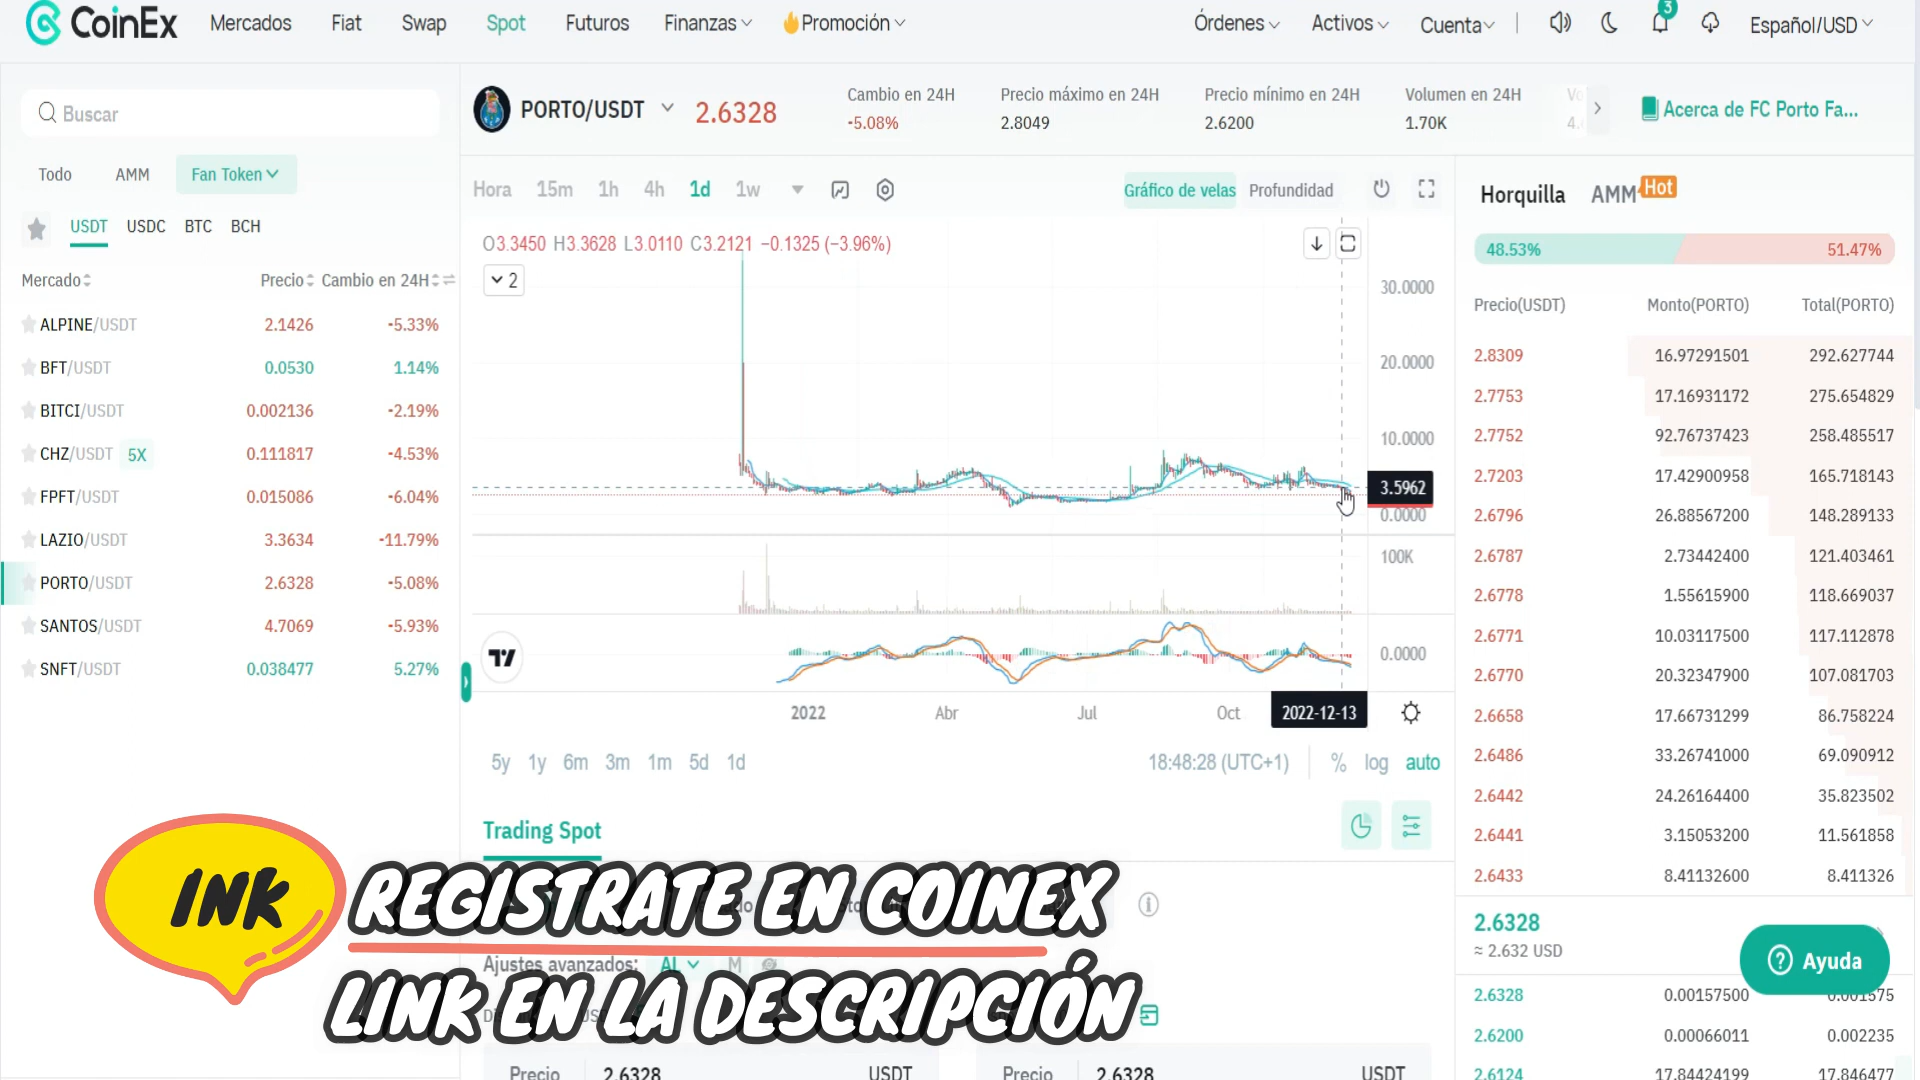 CoinEx Mercados Fiat Swap Spot Futuros Finanzas Promoción Órdenes Activos Cuenta 3 Español/USD
Buscar
Todo AMM Fan Token
USDT USDC BTC BCH
Mercado Precio Cambio en 24H
ALPINE/USDT 2.1426 -5.33%
BFT/USDT 0.0530 1.14%
BITCI/USDT 0.002136 -2.19%
CHZ/USDT 5X 0.111817 -4.53%
FPFT/USDT 0.015086 -6.04%
LAZIO/USDT 3.3634 -11.79%
PORTO/USDT 2.6328 -5.08%
SANTOS/USDT 4.7069 -5.93%
SNFT/USDT 0.038477 5.27%
PORTO/USDT 2.6328
Cambio en 24H Precio máximo en 24H Precio mínimo en 24H Volumen en 24H Vo
-5.08% 2.8049 2.6200 1.70K 4.
Acerca de FC Porto Fa...
Hora 15m 1h 4h 1d 1w Gráfico de velas Profundidad
O3.3450 H3.3628 L3.0110 C3.2121 −0.1325 (−3.96%)
2
30.0000
20.0000
10.0000
3.5962
0.0000
100K
0.0000
2022 Abr Jul Oct 2022-12-13
5y 1y 6m 3m 1m 5d 1d 18:48:28 (UTC+1) % log auto
Trading Spot
Horquilla AMM Hot
48.53% 51.47%
Precio(USDT) Monto(PORTO) Total(PORTO)
2.8309 16.97291501 292.627744
2.7753 17.16931172 275.654829
2.7752 92.76737423 258.485517
2.7203 17.42900958 165.718143
2.6796 26.88567200 148.289133
2.6787 2.73442400 121.403461
2.6778 1.55615900 118.669037
2.6771 10.03117500 117.112878
2.6770 20.32347900 107.081703
2.6658 17.66731299 86.758224
2.6486 33.26741000 69.090912
2.6442 24.26164400 35.823502
2.6441 3.15053200 11.561858
2.6433 8.41132600 8.411326
2.6328
≈ 2.632 USD
Ayuda
2.6328 0.00157500 0.001575
2.6200 0.00066011 0.002235
2.6124 17.84424199 17.846477
INK
REGISTRATE EN COINEX
Ajustes avanzados: AL M
LINK EN LA DESCRIPCIÓN
Precio 2.6328 USDT Precio 2.6328 USDT